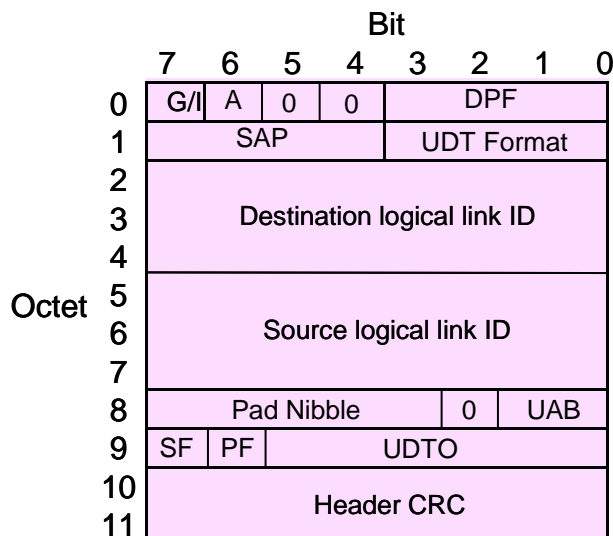 Bit
7 6 5 4 3 2 1 0
0 G/I A 0 0 DPF
1 SAP UDT Format
2
3 Destination logical link ID
4
Octet 5
6 Source logical link ID
7
8 Pad Nibble 0 UAB
9 SF PF UDTO
10
Header CRC
11